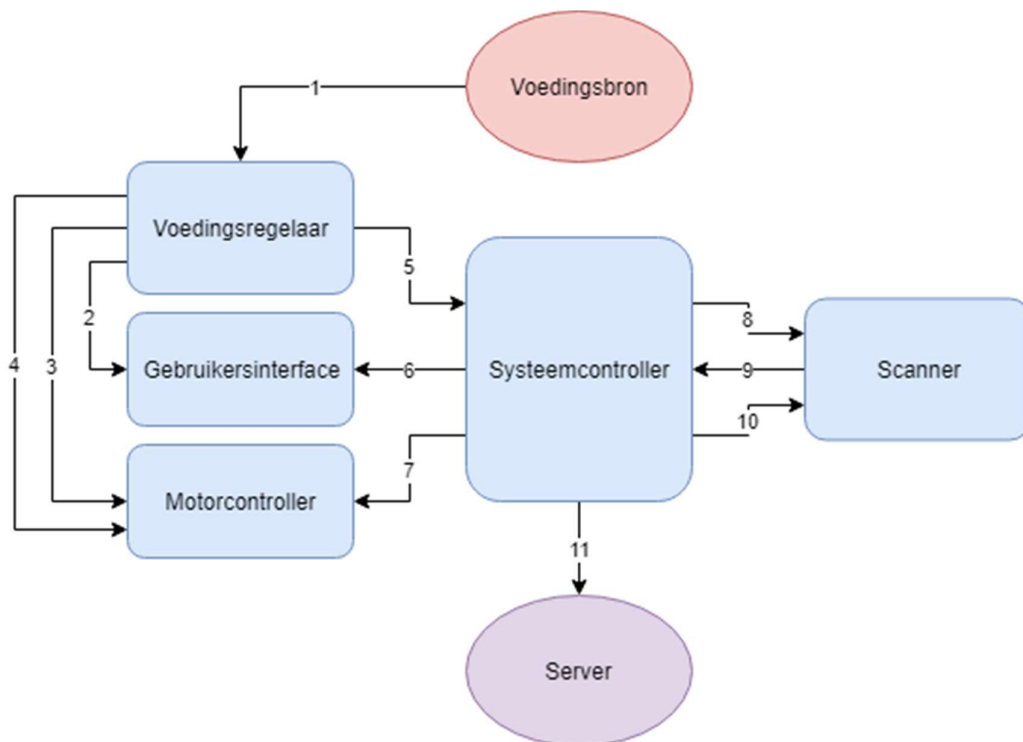 Voedingsbron
1
Voedingsregelaar
5
2
4
3
Gebruikersinterface
6
Systeemcontroller
8
9
10
Scanner
7
Motorcontroller
11
Server